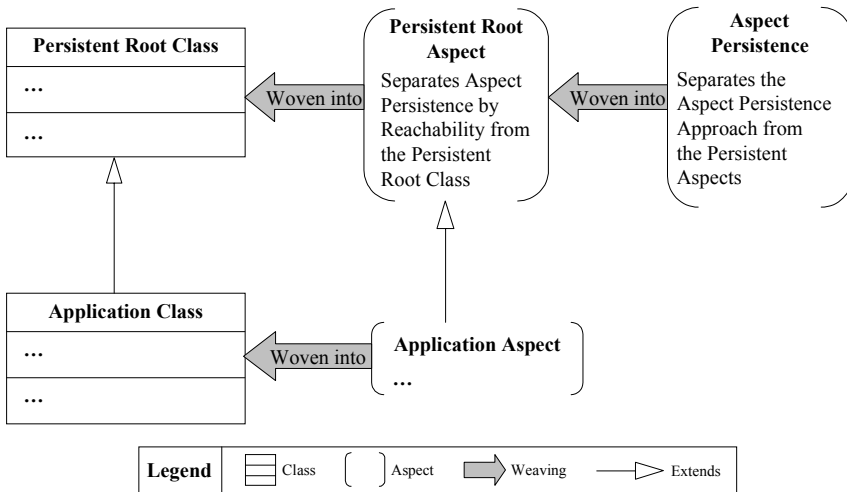 Persistent Root Class
...
...
Woven into
Persistent Root
Aspect
Separates Aspect
Persistence by
Reachability from
the Persistent
Root Class
Woven into
Aspect
Persistence
Separates the
Aspect Persistence
Approach from
the Persistent
Aspects
Application Class
...
...
Woven into
Application Aspect
...
Legend
Class
Aspect
Weaving
Extends